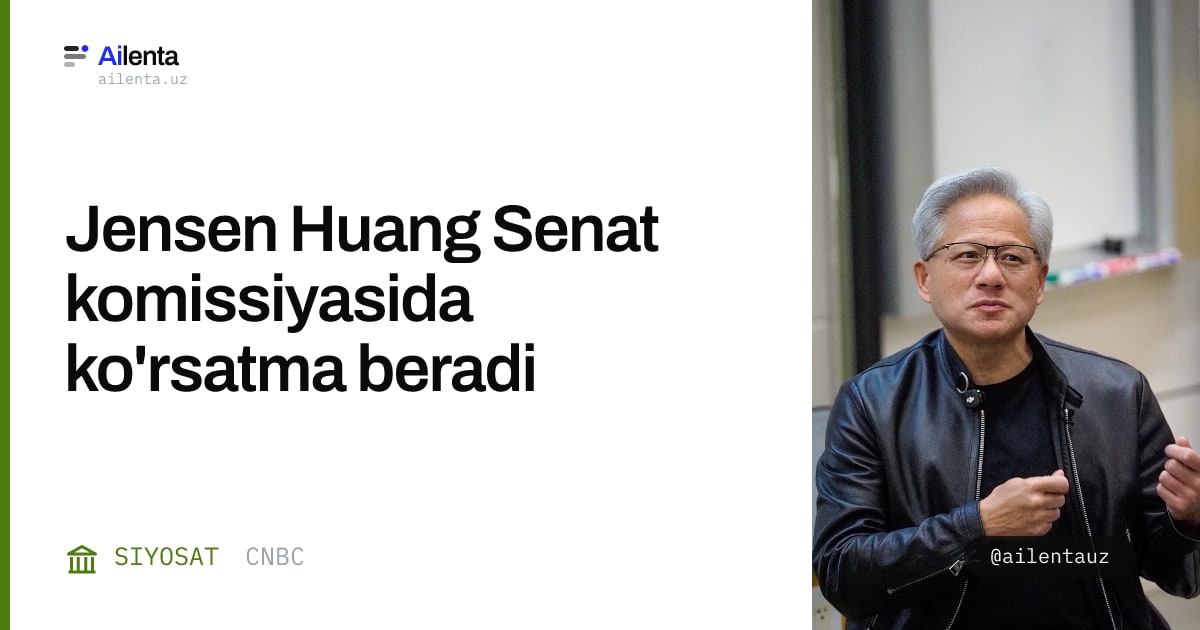 Ailenta
ailenta.uz
Jensen Huang Senat
komissiyasida
ko'rsatma beradi
SIYOSAT CNBC
@ailentauz